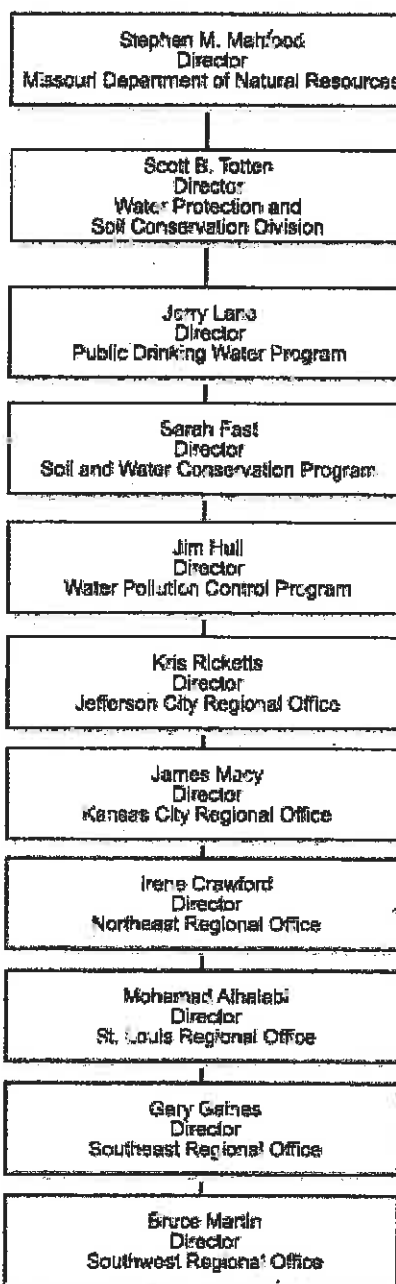 Stephen M. Mahfood
Director
Missouri Department of Natural Resources
Scott B. Totten
Director
Water Protection and
Soil Conservation Division
Jerry Lane
Director
Public Drinking Water Program
Sarah Fast
Director
Soil and Water Conservation Program
Jim Hull
Director
Water Pollution Control Program
Kris Ricketts
Director
Jefferson City Regional Office
James Macy
Director
Kansas City Regional Office
Irene Crawford
Director
Northeast Regional Office
Mohamad Alhalabi
Director
St. Louis Regional Office
Gary Gaines
Director
Southeast Regional Office
Bruce Martin
Director
Southwest Regional Office